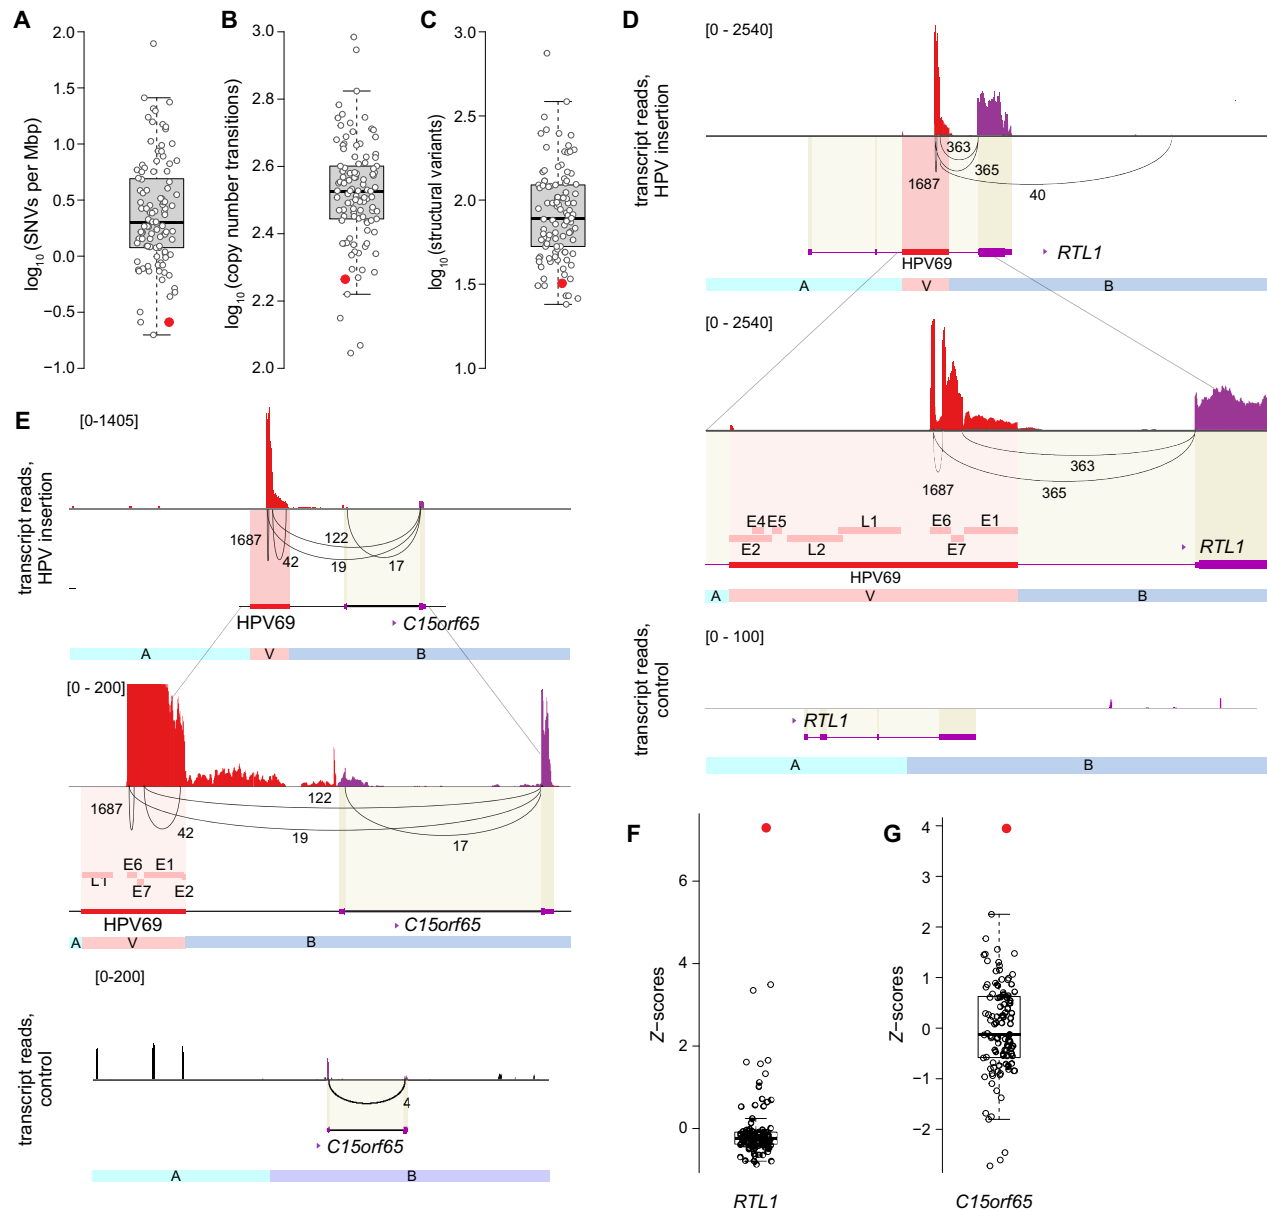 A
log10 (SNVs per Mbp)
2.0
1.5
1.0
0.5
0.0
−0.5
−1.0
B
log10 (copy number transitions)
3.0
2.8
2.6
2.4
2.2
2.0
C
log10 (structural variants)
3.0
2.5
2.0
1.5
1.0
D
transcript reads,
HPV insertion
[0 - 2540]
363
365
1687
40
RTL1
HPV69
A V B
[0 - 2540]
363
1687
365
E4 E5 L1 E6 E1
E2 L2 E7
RTL1
HPV69
A V B
transcript reads,
control
[0 - 100]
RTL1
A B
E
transcript reads,
HPV insertion
[0-1405]
1687
122
42
19
17
HPV69
C15orf65
A V B
[0 - 200]
1687
122
42
19
17
E6 E1
L1 E7 E2
HPV69
C15orf65
A V B
transcript reads,
control
[0-200]
4
C15orf65
A B
F
Z−scores
6
4
2
0
RTL1
G
Z−scores
4
3
2
1
0
−1
−2
C15orf65